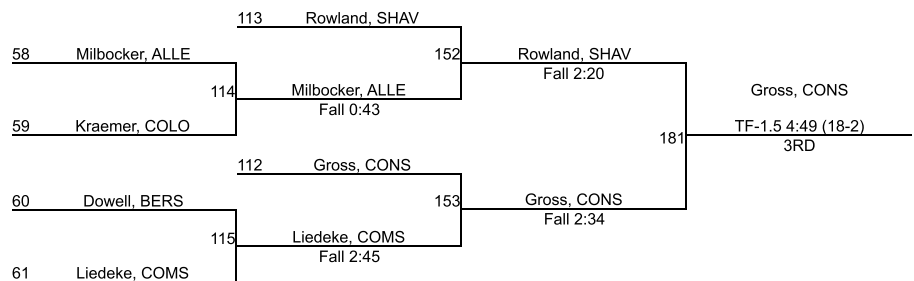 113 Rowland, SHAV
58 Milbocker, ALLE
152 Rowland, SHAV
Fall 2:20
114 Milbocker, ALLE
Fall 0:43
Gross, CONS
59 Kraemer, COLO
181 TF-1.5 4:49 (18-2)
3RD
112 Gross, CONS
60 Dowell, BERS
153 Gross, CONS
Fall 2:34
115 Liedeke, COMS
Fall 2:45
61 Liedeke, COMS